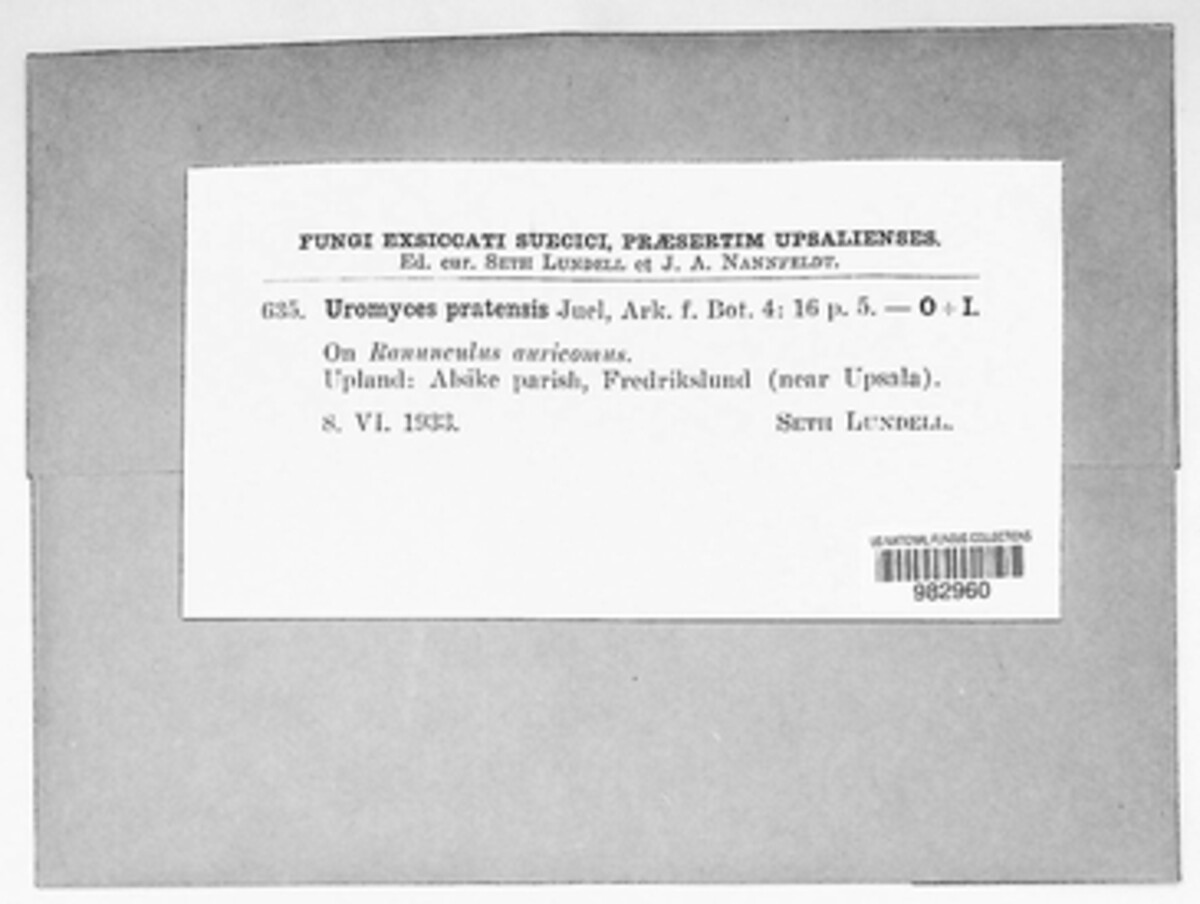 FUNGI EXSICCATI SUECICI, PRÆSERTIM UPSALIENSES.
Ed. cur. SETH LUNDELL et J. A. NANNFELDT.
635. Uromyces pratensis Juel, Ark. f. Bot. 4: 16 p. 5. — O + I.
On Ranunculus auricomus.
Upland: Alsike parish, Fredrikslund (near Upsala).
8. VI. 1933. SETH LUNDELL.
US NATIONAL FUNGUS COLLECTIONS
982960